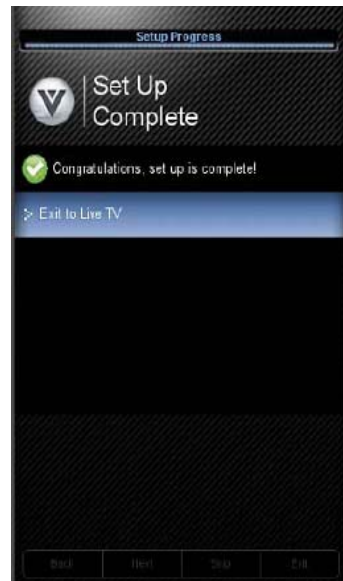 Setup Progress
V
Set Up
Complete
Congratulations, set up is complete!
> Exit to Live TV
Back Next Skip Exit